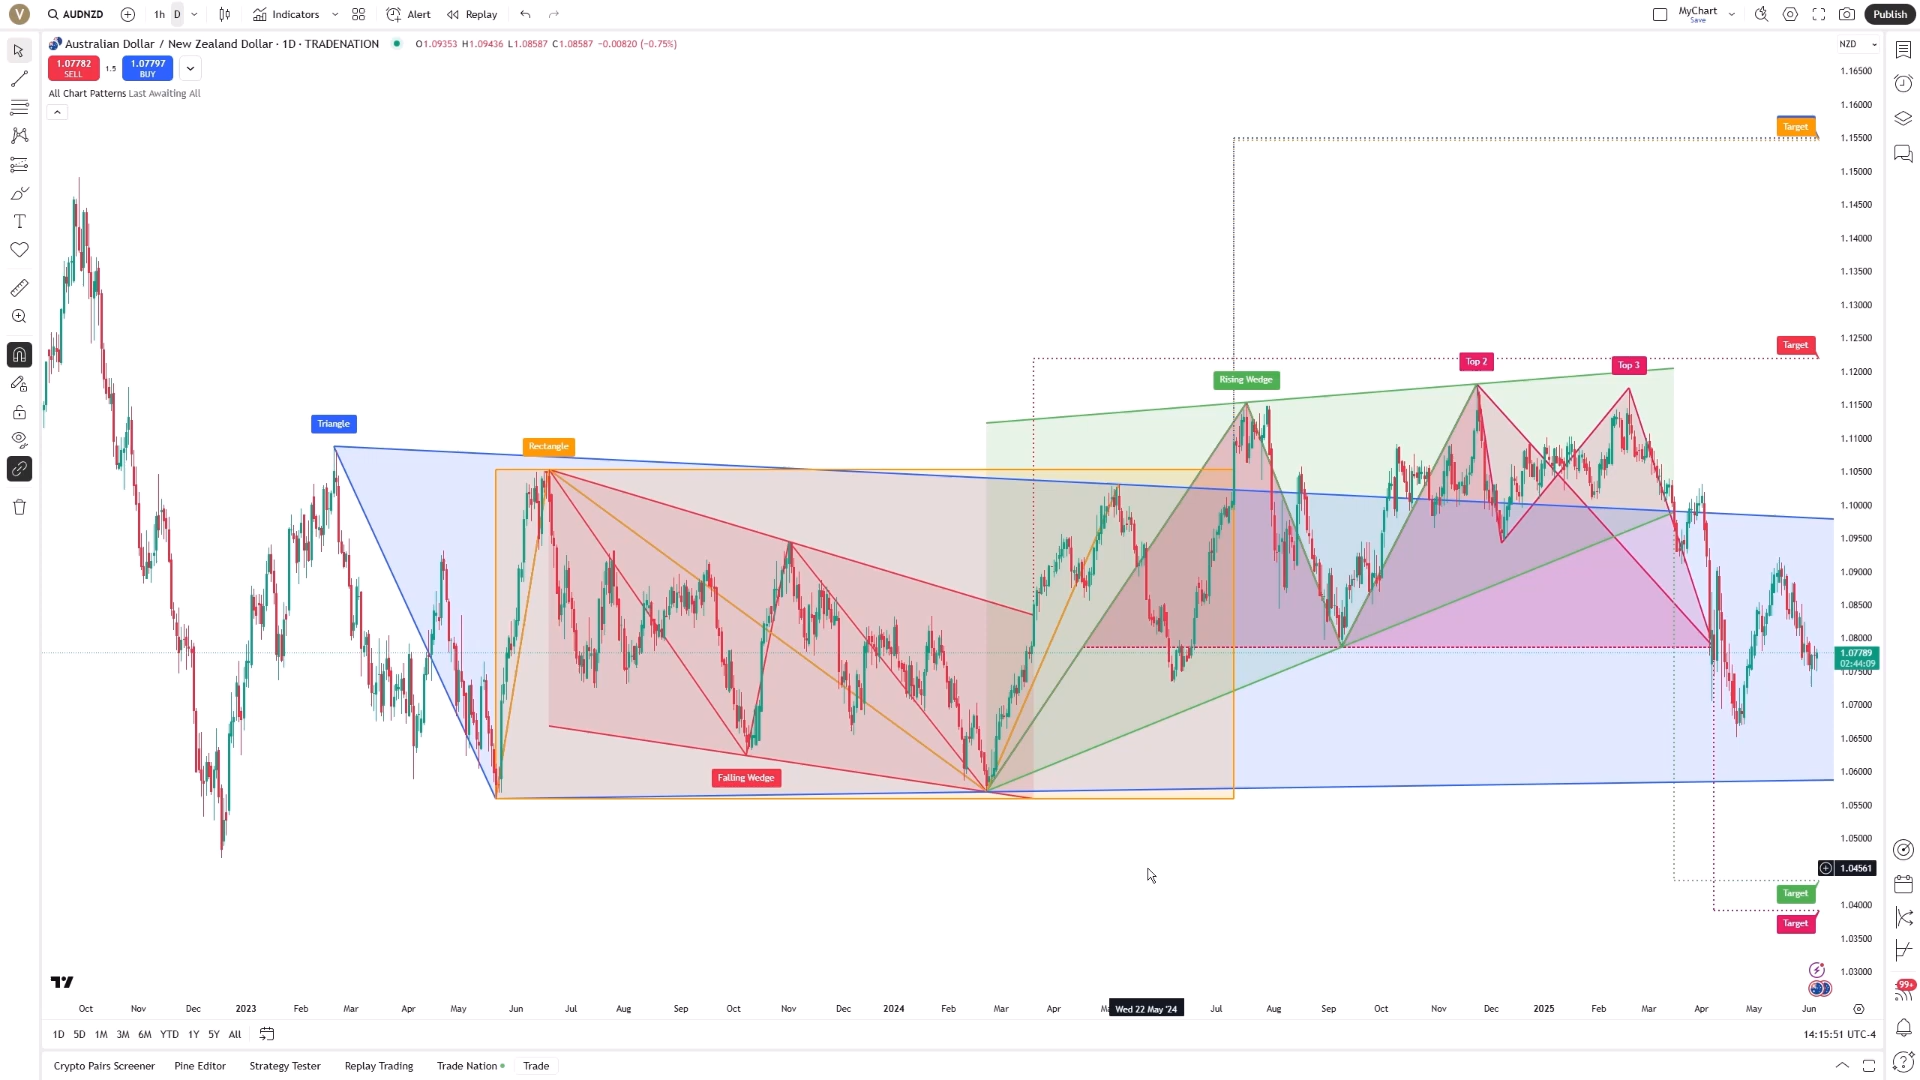 V
AUDNZD
1h
D
Indicators
Alert
Replay
MyChart
Save
Publish
Australian Dollar / New Zealand Dollar · 1D · TRADENATION
O1.09353 H1.09436 L1.08587 C1.08587 −0.00820 (−0.75%)
NZD
1.07782
SELL
1.5
1.07797
BUY
All Chart Patterns Last Awaiting All
1.16500
1.16000
1.15500
1.15000
1.14500
1.14000
1.13500
1.13000
1.12500
1.12000
1.11500
1.11000
1.10500
1.10000
1.09500
1.09000
1.08500
1.08000
1.07789
02:44:09
1.07500
1.07000
1.06500
1.06000
1.05500
1.05000
1.04561
1.04000
1.03500
1.03000
Target
Target
Top 2
Top 3
Rising Wedge
Triangle
Rectangle
Falling Wedge
Target
Target
Oct
Nov
Dec
2023
Feb
Mar
Apr
May
Jun
Jul
Aug
Sep
Oct
Nov
Dec
2024
Feb
Mar
Apr
Wed 22 May '24
Jul
Aug
Sep
Oct
Nov
Dec
2025
Feb
Mar
Apr
May
Jun
99+
1D 5D 1M 3M 6M YTD 1Y 5Y All
14:15:51 UTC-4
Crypto Pairs Screener
Pine Editor
Strategy Tester
Replay Trading
Trade Nation
Trade